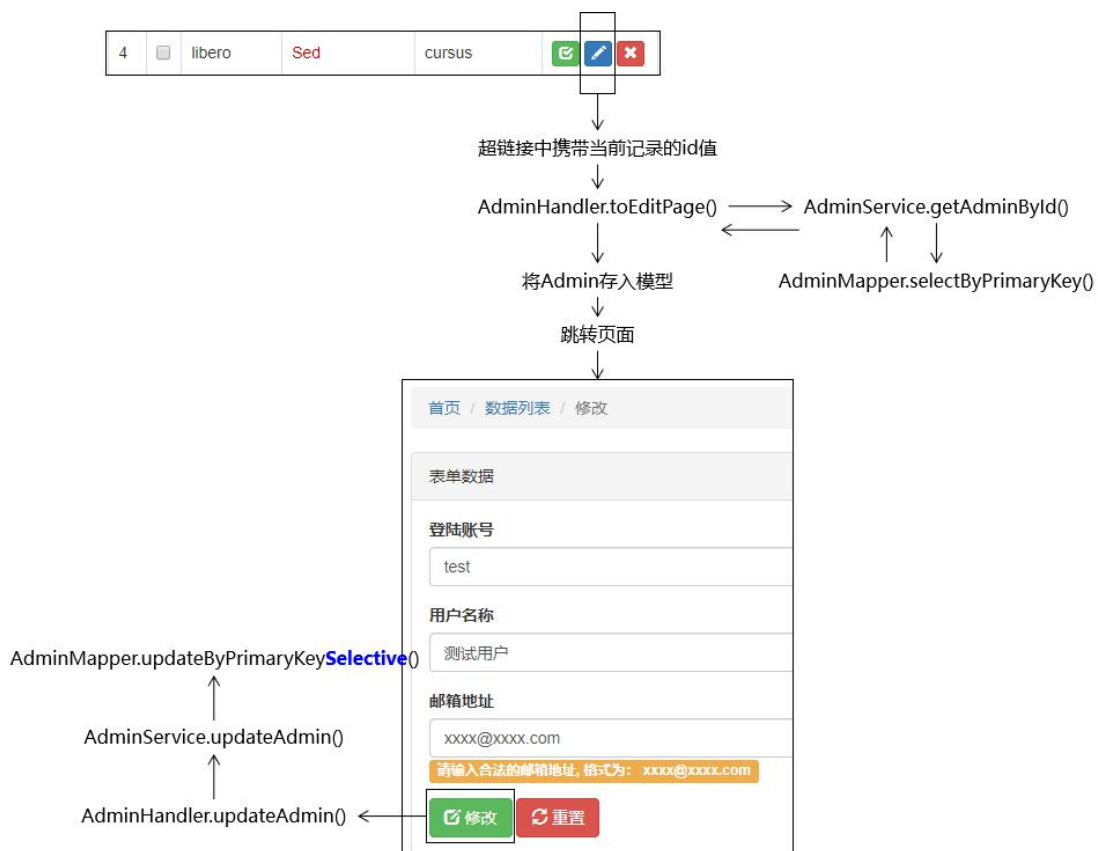 4 libero Sed cursus
超链接中携带当前记录的id值
AdminHandler.toEditPage() AdminService.getAdminById()
将Admin存入模型 AdminMapper.selectByPrimaryKey()
跳转页面
首页 / 数据列表 / 修改
表单数据
登陆账号
test
用户名称
测试用户
AdminMapper.updateByPrimaryKeySelective()
邮箱地址
xxxx@xxxx.com
AdminService.updateAdmin()
请输入合法的邮箱地址, 格式为： xxxx@xxxx.com
AdminHandler.updateAdmin() 修改 重置